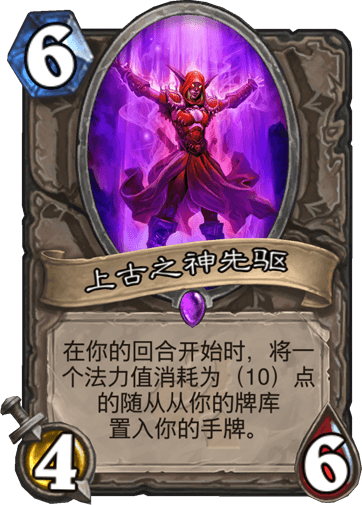 6
上古之神先驱
在你的回合开始时，将一
个法力值消耗为（10）点
的随从从你的牌库
置入你的手牌。
4
6